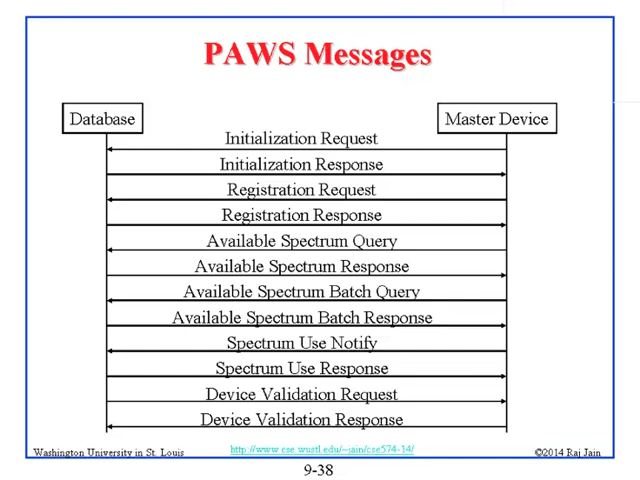 PAWS Messages
Database
Master Device
Initialization Request
Initialization Response
Registration Request
Registration Response
Available Spectrum Query
Available Spectrum Response
Available Spectrum Batch Query
Available Spectrum Batch Response
Spectrum Use Notify
Spectrum Use Response
Device Validation Request
Device Validation Response
Washington University in St. Louis
http://www.cse.wustl.edu/~jain/cse574-14/
©2014 Raj Jain
9-38